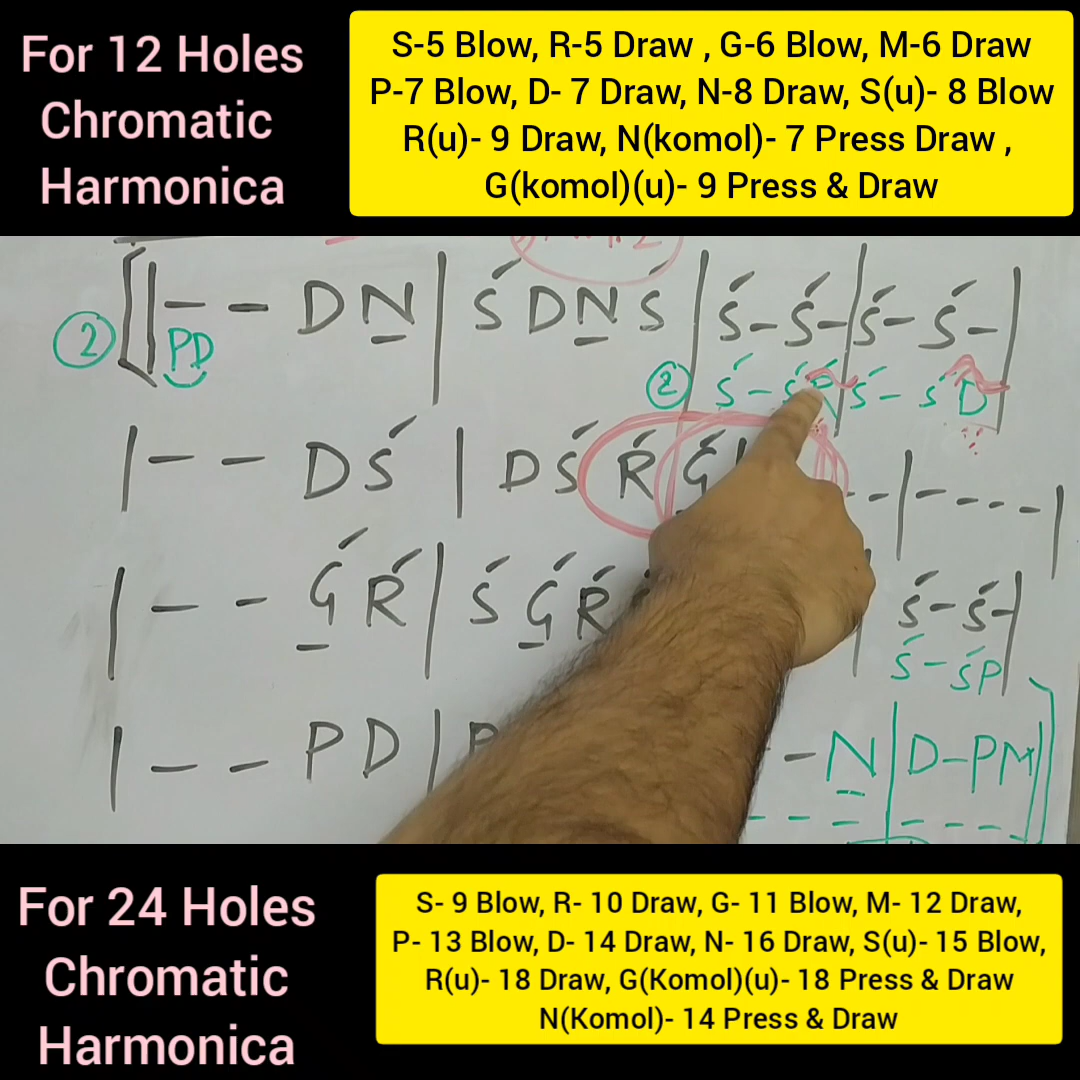 For 12 Holes
Chromatic
Harmonica
S-5 Blow, R-5 Draw , G-6 Blow, M-6 Draw
P-7 Blow, D- 7 Draw, N-8 Draw, S(u)- 8 Blow
R(u)- 9 Draw, N(komol)- 7 Press Draw ,
G(komol)(u)- 9 Press & Draw
② [| – – D N̲ | Ś D N̲ Ś | Ś – Ś – | Ś – Ś – |
PD ② Ś – Ś | Ś – Ś D
| – – D Ś | D Ś Ŕ Ǵ - - | - - - - |
| – – Ǵ̲ Ŕ | Ś Ǵ̲ Ŕ Ś – Ś – |
Ś – Ś P
| – – P D | – N̲ | D – P M ]
- - - | - - - -
For 24 Holes
Chromatic
Harmonica
S- 9 Blow, R- 10 Draw, G- 11 Blow, M- 12 Draw,
P- 13 Blow, D- 14 Draw, N- 16 Draw, S(u)- 15 Blow,
R(u)- 18 Draw, G(Komol)(u)- 18 Press & Draw
N(Komol)- 14 Press & Draw